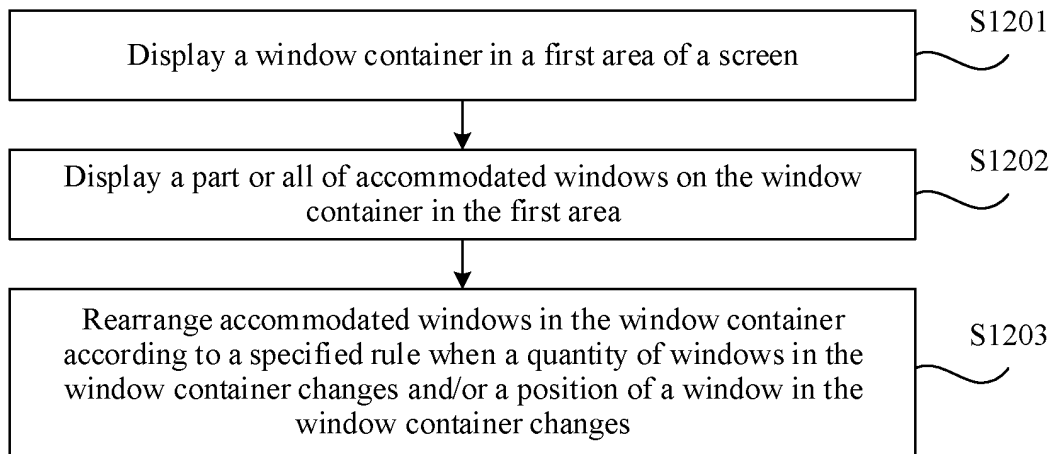 S1201
Display a window container in a first area of a screen
S1202
Display a part or all of accommodated windows on the window
container in the first area
S1203
Rearrange accommodated windows in the window container
according to a specified rule when a quantity of windows in the
window container changes and/or a position of a window in the
window container changes